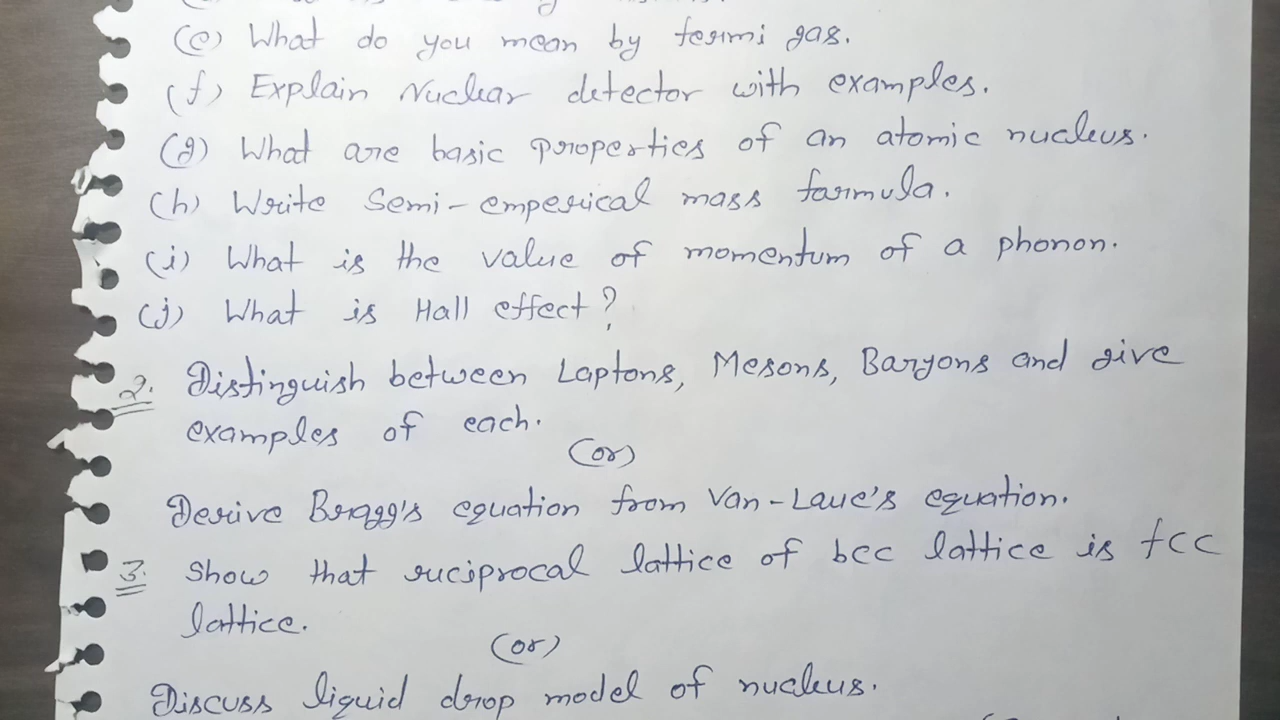 (e) What do you mean by fermi gas.
(f) Explain Nuclear detector with examples.
(g) What are basic properties of an atomic nucleus.
(h) Write Semi-emperical mass farmula.
(i) What is the value of momentum of a phonon.
(j) What is Hall effect?
2. Distinguish between Laptons, Mesons, Baryons and give
examples of each.
(or)
Derive Bragg's equation from Van-Laue's equation.
3. Show that ruciprocal lattice of bcc lattice is fcc
lattice.
(or)
Discuss liquid drop model of nucleus.